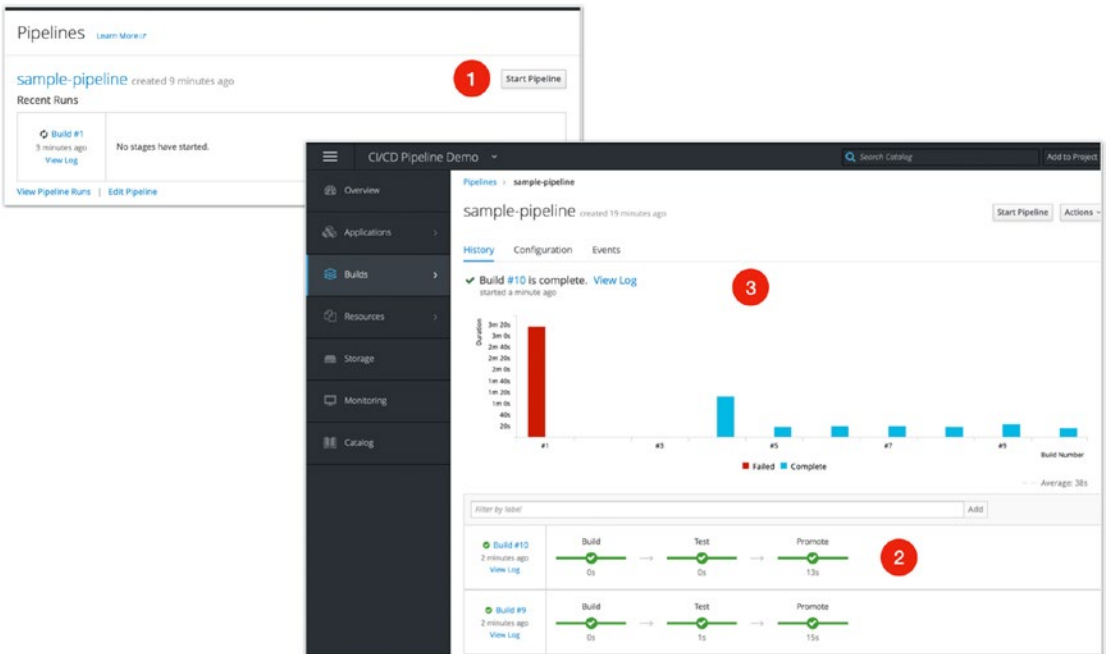 Pipelines Learn More
sample-pipeline created 9 minutes ago
1
Start Pipeline
Recent Runs
Build #1
3 minutes ago
View Log
No stages have started.
View Pipeline Runs | Edit Pipeline
CI/CD Pipeline Demo
Search Catalog
Add to Project
Overview
Applications
Builds
Resources
Storage
Monitoring
Catalog
Pipelines > sample-pipeline
sample-pipeline created 19 minutes ago
Start Pipeline
Actions
History Configuration Events
Build #10 is complete. View Log
started a minute ago
3
Duration
3m 20s
3m 0s
2m 40s
2m 20s
2m 0s
1m 40s
1m 20s
1m 0s
40s
20s
#1 #3 #5 #7 #9
Build Number
Failed Complete
Average: 38s
Filter by label
Add
Build #10
2 minutes ago
View Log
Build Test Promote
0s 0s 13s
2
Build #9
2 minutes ago
View Log
Build Test Promote
0s 1s 15s